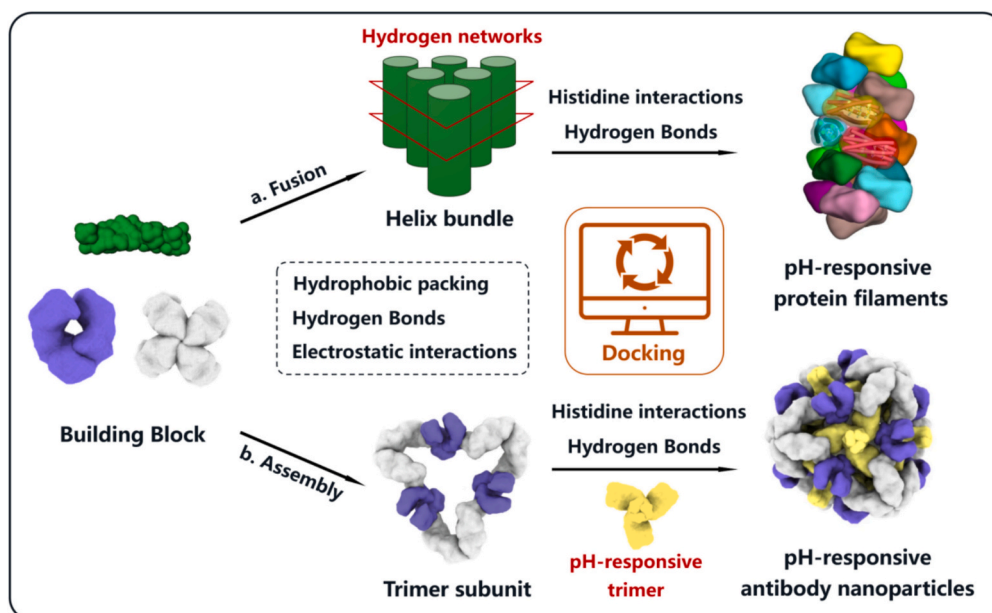 Hydrogen networks
a. Fusion
Helix bundle
Histidine interactions
Hydrogen Bonds
pH-responsive
protein filaments
Hydrophobic packing
Hydrogen Bonds
Electrostatic interactions
Docking
Building Block
b. Assembly
Trimer subunit
Histidine interactions
Hydrogen Bonds
pH-responsive
trimer
pH-responsive
antibody nanoparticles